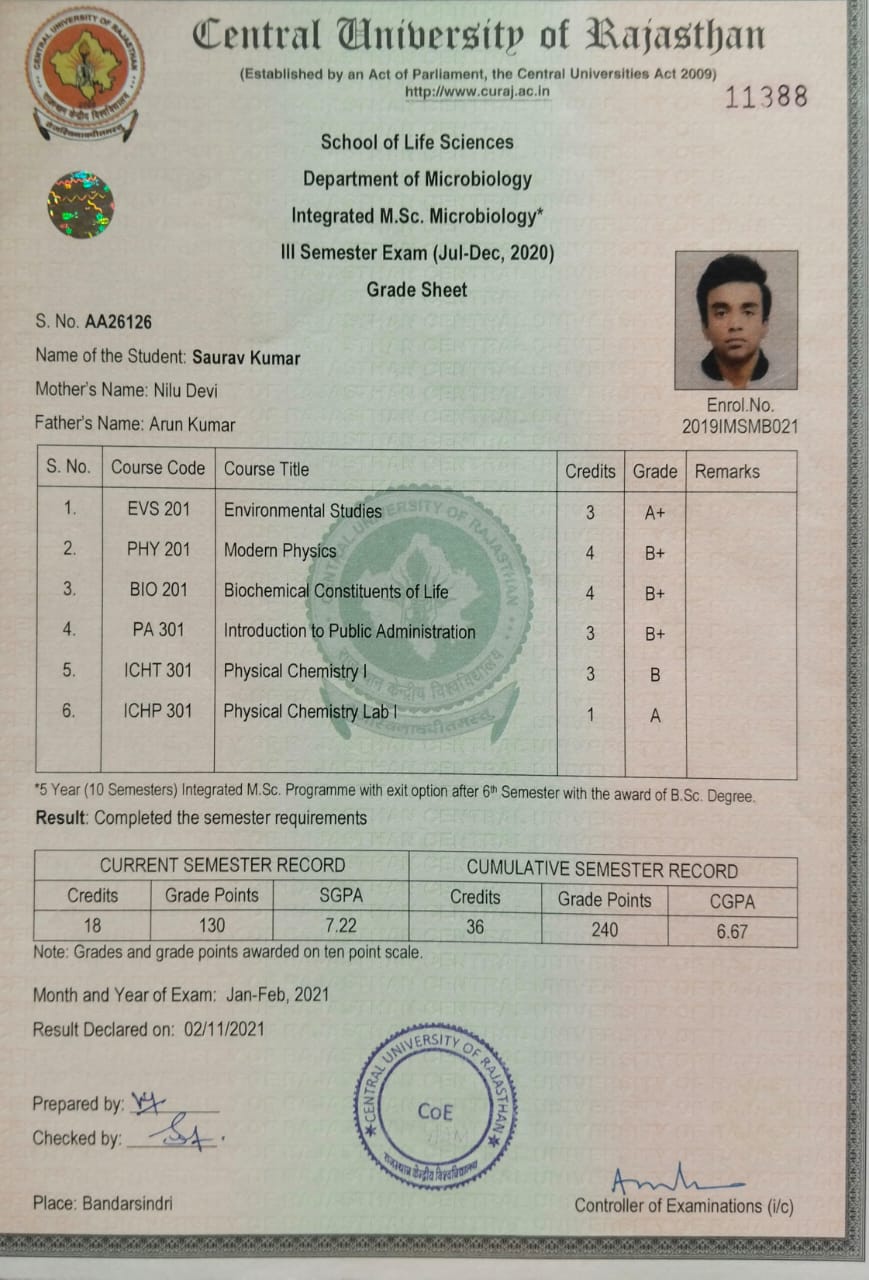 CENTRAL UNIVERSITY OF RAJASTHAN
राजस्थान केन्द्रीय विश्वविद्यालय
Central University of Rajasthan
(Established by an Act of Parliament, the Central Universities Act 2009)
http://www.curaj.ac.in
11388
School of Life Sciences
Department of Microbiology
Integrated M.Sc. Microbiology*
III Semester Exam (Jul-Dec, 2020)
Grade Sheet
S. No. AA26126
Name of the Student: Saurav Kumar
Mother's Name: Nilu Devi
Father's Name: Arun Kumar
Enrol.No.
2019IMSMB021
S. No. Course Code Course Title Credits Grade Remarks
1. EVS 201 Environmental Studies 3 A+
2. PHY 201 Modern Physics 4 B+
3. BIO 201 Biochemical Constituents of Life 4 B+
4. PA 301 Introduction to Public Administration 3 B+
5. ICHT 301 Physical Chemistry I 3 B
6. ICHP 301 Physical Chemistry Lab I 1 A
*5 Year (10 Semesters) Integrated M.Sc. Programme with exit option after 6th Semester with the award of B.Sc. Degree.
Result: Completed the semester requirements
CURRENT SEMESTER RECORD CUMULATIVE SEMESTER RECORD
Credits Grade Points SGPA Credits Grade Points CGPA
18 130 7.22 36 240 6.67
Note: Grades and grade points awarded on ten point scale.
Month and Year of Exam: Jan-Feb, 2021
Result Declared on: 02/11/2021
CENTRAL UNIVERSITY OF RAJASTHAN
CoE
राजस्थान केन्द्रीय विश्वविद्यालय
Prepared by:
Checked by:
Place: Bandarsindri
Controller of Examinations (i/c)